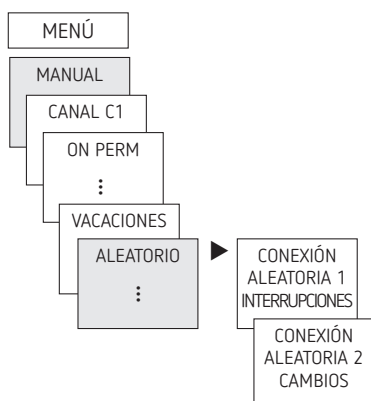 MENÚ
MANUAL
CANAL C1
ON PERM
⋮
VACACIONES
ALEATORIO
⋮
CONEXIÓN
ALEATORIA 1
INTERRUPCIONES
CONEXIÓN
ALEATORIA 2
CAMBIOS